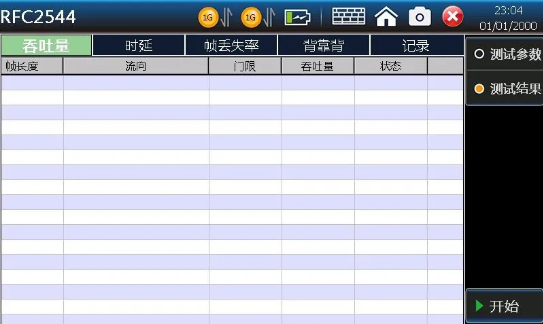 RFC2544
1G 1G
23:04
01/01/2000
吞吐量 时延 帧丢失率 背靠背 记录
帧长度 流向 门限 吞吐量 状态
测试参数
测试结果
开始